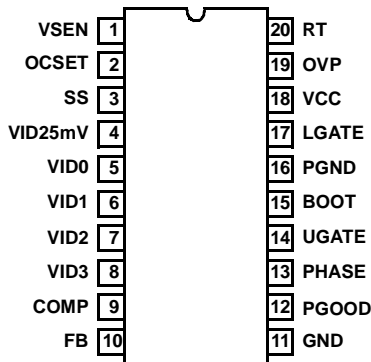 VSEN 1 20 RT
OCSET 2 19 OVP
SS 3 18 VCC
VID25mV 4 17 LGATE
VID0 5 16 PGND
VID1 6 15 BOOT
VID2 7 14 UGATE
VID3 8 13 PHASE
COMP 9 12 PGOOD
FB 10 11 GND